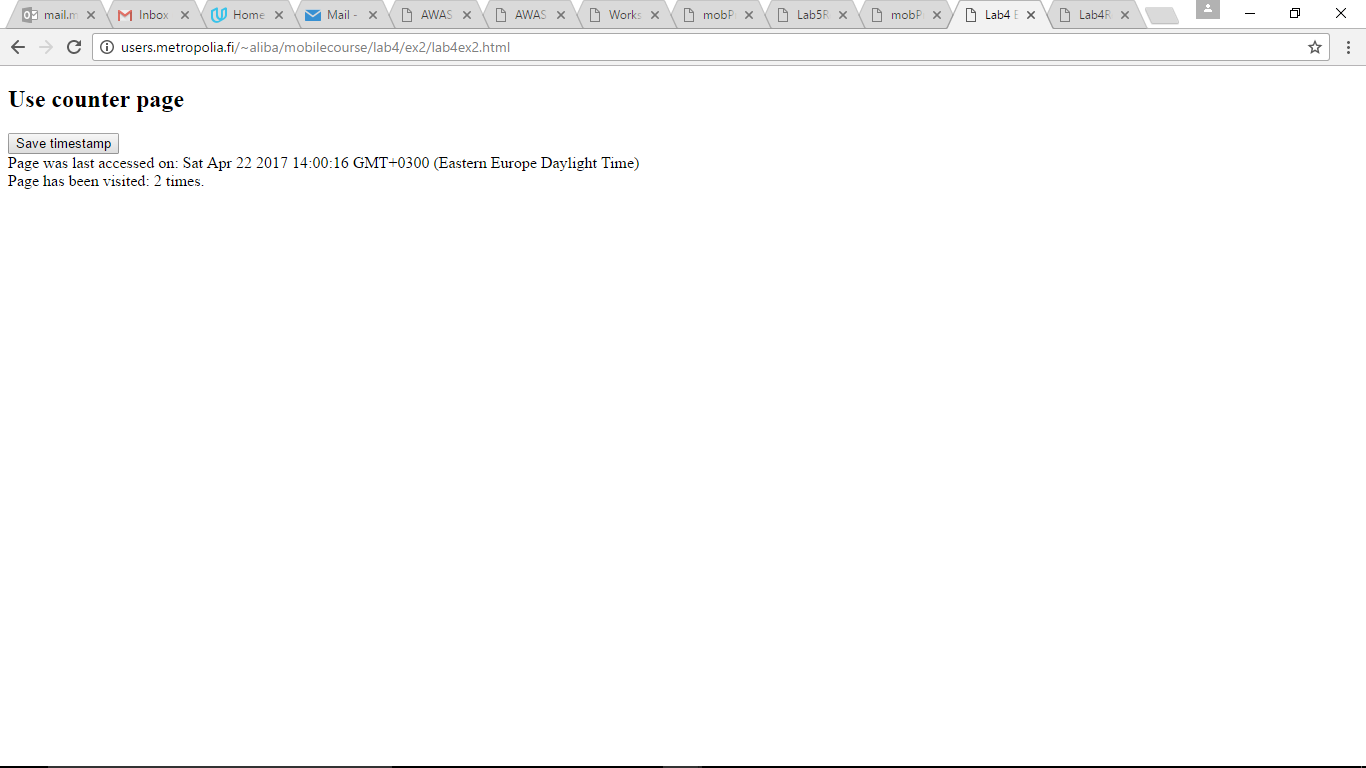 mail.m Inbox Home Mail - AWAS AWAS Works mobP Lab5R mobP Lab4 E Lab4R
users.metropolia.fi/~aliba/mobilecourse/lab4/ex2/lab4ex2.html
Use counter page
Save timestamp
Page was last accessed on: Sat Apr 22 2017 14:00:16 GMT+0300 (Eastern Europe Daylight Time)
Page has been visited: 2 times.